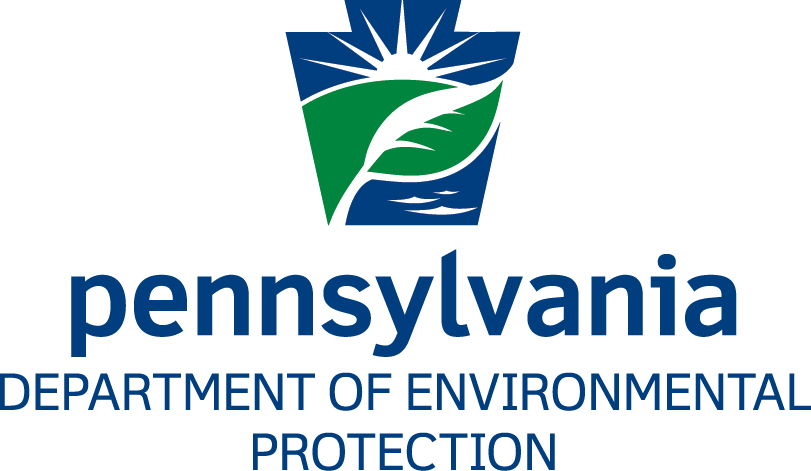 pennsylvania
DEPARTMENT OF ENVIRONMENTAL
PROTECTION